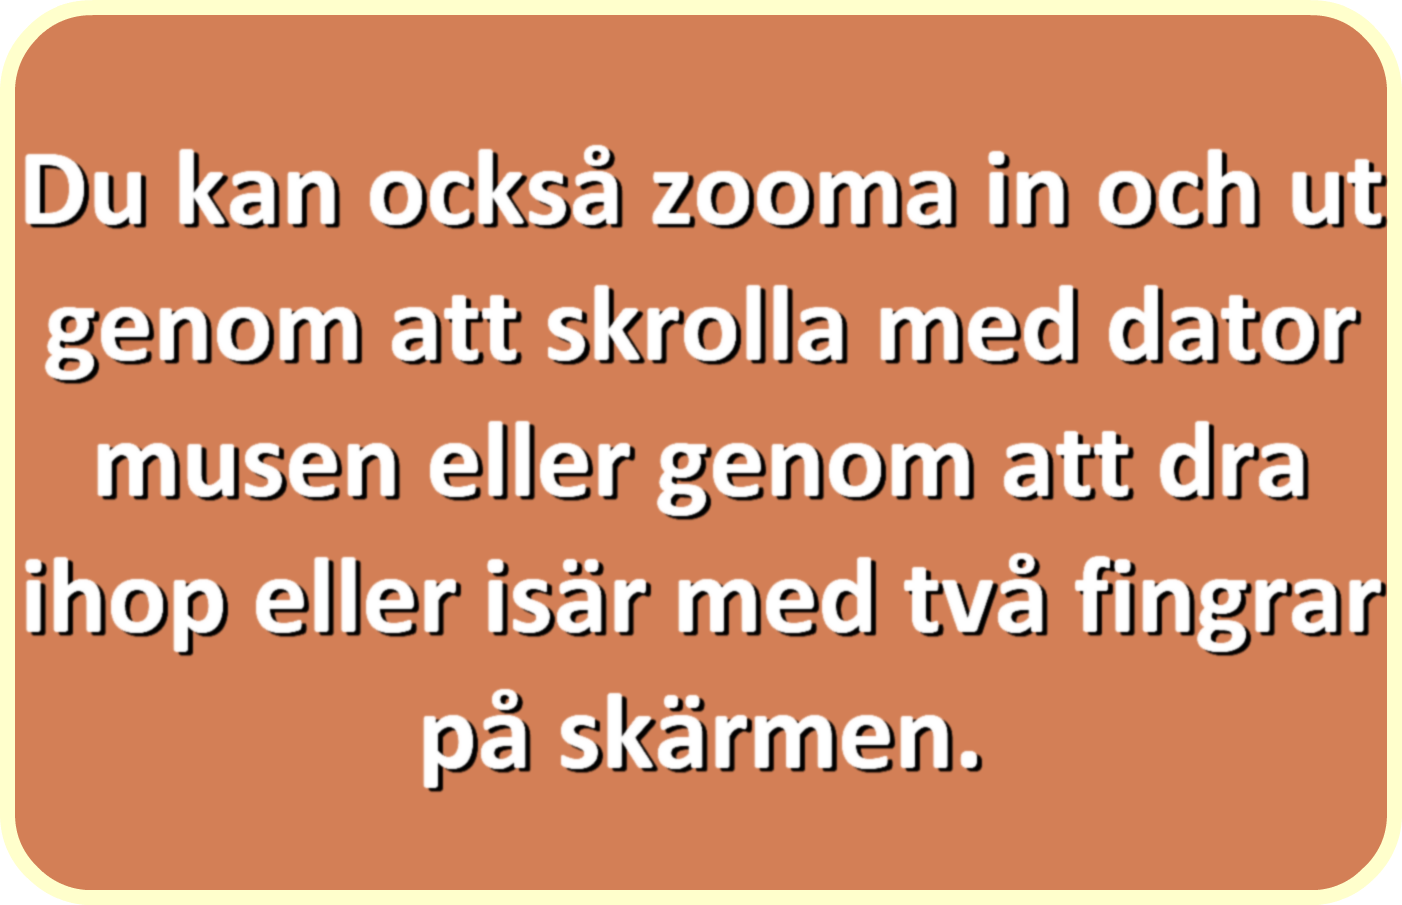 Du kan också zooma in och ut
genom att skrolla med dator
musen eller genom att dra
ihop eller isär med två fingrar
på skärmen.